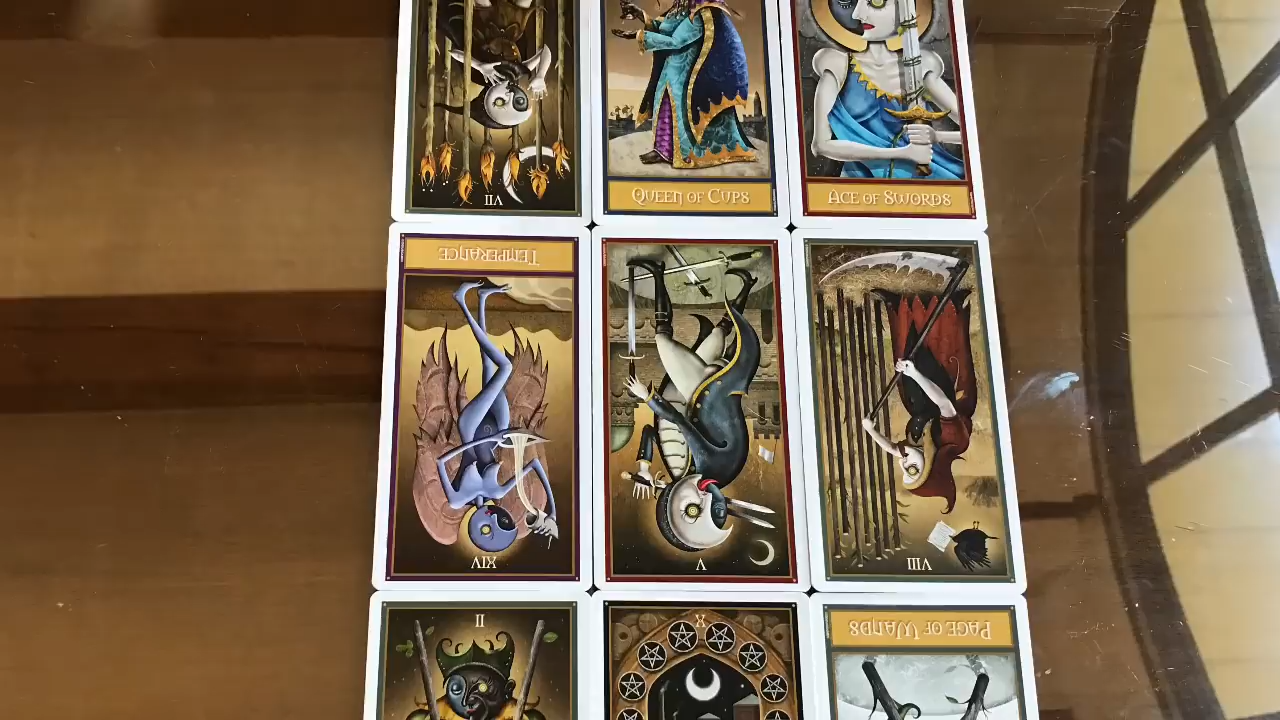 VII
QUEEN OF CUPS
ACE OF SWORDS
TEMPERANCE
XIV
V
VIII
II
X
PAGE OF WANDS